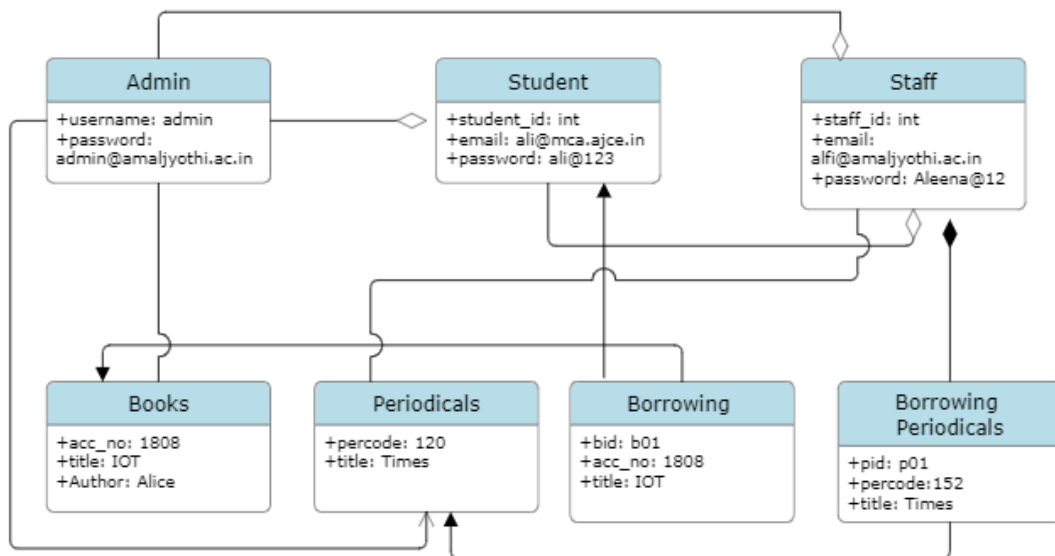 Admin
+username: admin
+password:
admin@amaljyothi.ac.in
Student
+student_id: int
+email: ali@mca.ajce.in
+password: ali@123
Staff
+staff_id: int
+email:
alfi@amaljyothi.ac.in
+password: Aleena@12
Books
+acc_no: 1808
+title: IOT
+Author: Alice
Periodicals
+percode: 120
+title: Times
Borrowing
+bid: b01
+acc_no: 1808
+title: IOT
Borrowing
Periodicals
+pid: p01
+percode:152
+title: Times